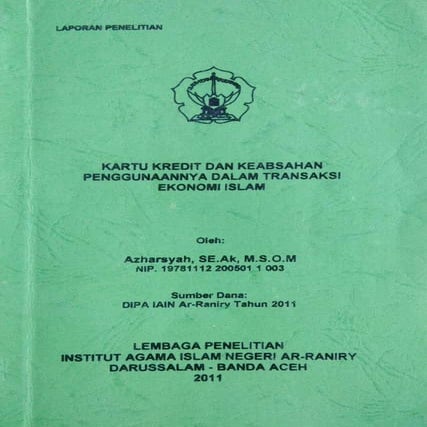 LAPORAN PENELITIAN
KARTU KREDIT DAN KEABSAHAN
PENGGUNAANNYA DALAM TRANSAKSI
EKONOMI ISLAM
Oleh:
Azharsyah, SE.Ak, M.S.O.M
NIP. 19781112 200501 1 003
Sumber Dana:
DIPA IAIN Ar-Raniry Tahun 2011
LEMBAGA PENELITIAN
INSTITUT AGAMA ISLAM NEGERI AR-RANIRY
DARUSSALAM - BANDA ACEH
2011